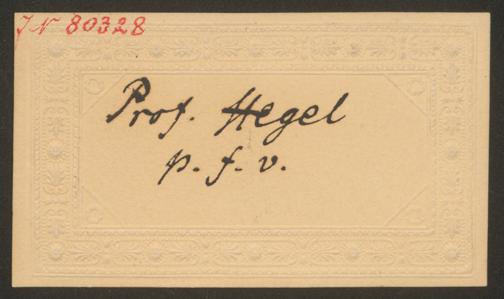 JN 80328
Prof. Hegel
p. f. v.